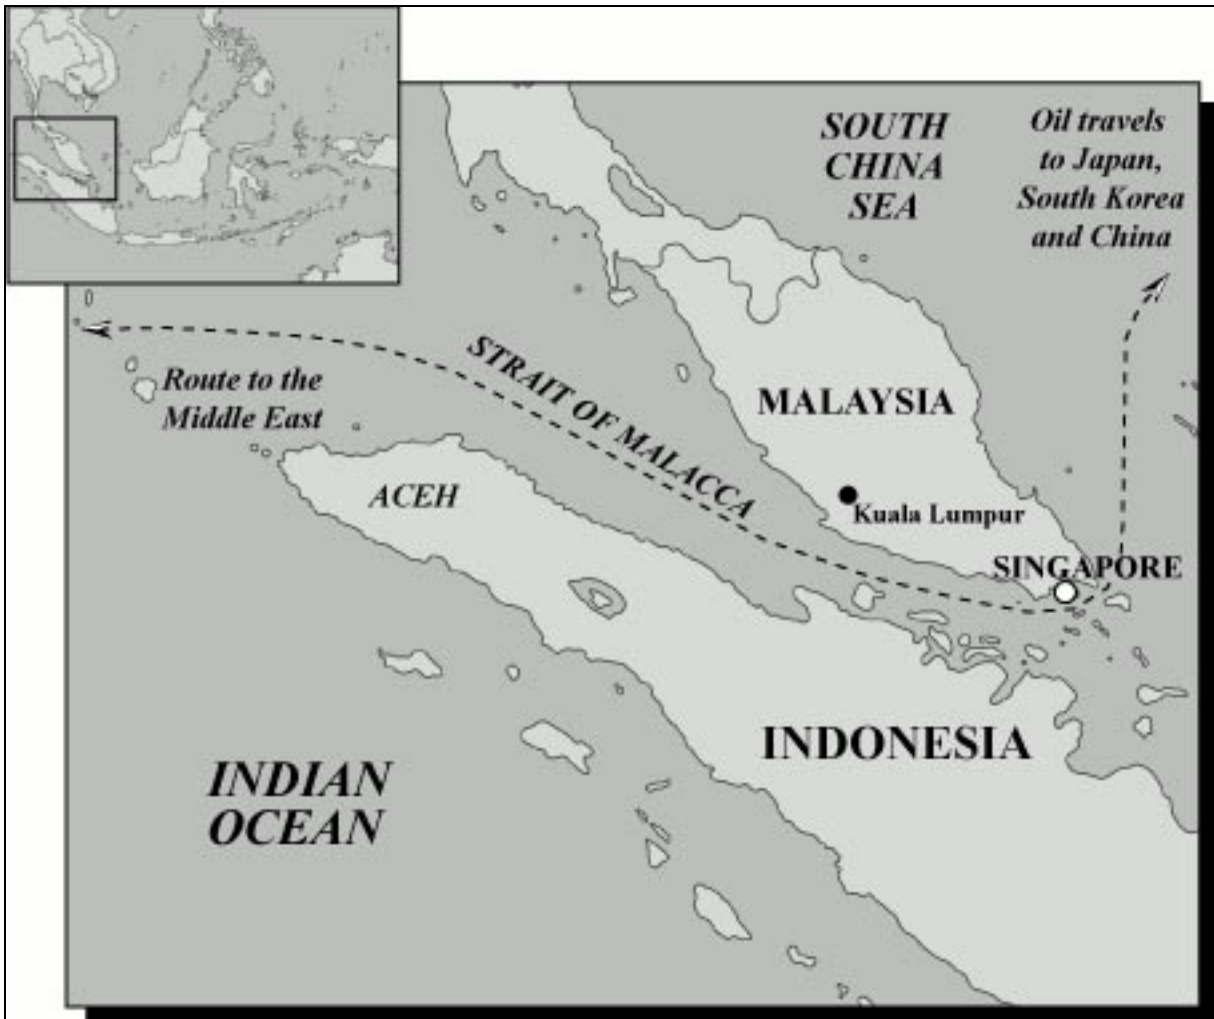 SOUTH
CHINA
SEA
Oil travels
to Japan,
South Korea
and China
Route to the
Middle East
STRAIT OF MALACCA
MALAYSIA
ACEH
Kuala Lumpur
SINGAPORE
INDONESIA
INDIAN
OCEAN